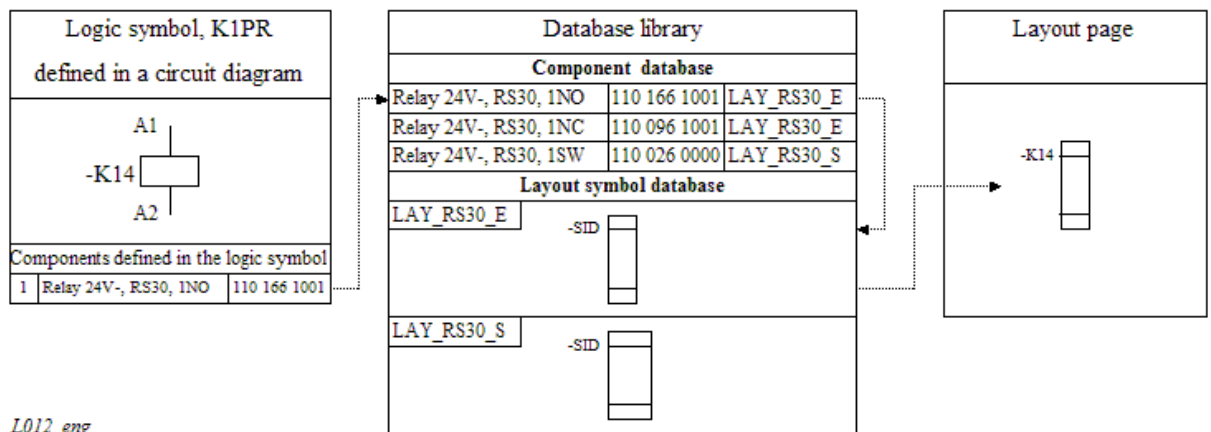 Logic symbol, K1PR
defined in a circuit diagram
A1
-K14
A2
Components defined in the logic symbol
1 Relay 24V-, RS30, 1NO 110 166 1001
Database library
Component database
Relay 24V-, RS30, 1NO 110 166 1001 LAY_RS30_E
Relay 24V-, RS30, 1NC 110 096 1001 LAY_RS30_E
Relay 24V-, RS30, 1SW 110 026 0000 LAY_RS30_S
Layout symbol database
LAY_RS30_E
-SID
LAY_RS30_S
-SID
Layout page
-K14
L012_eng